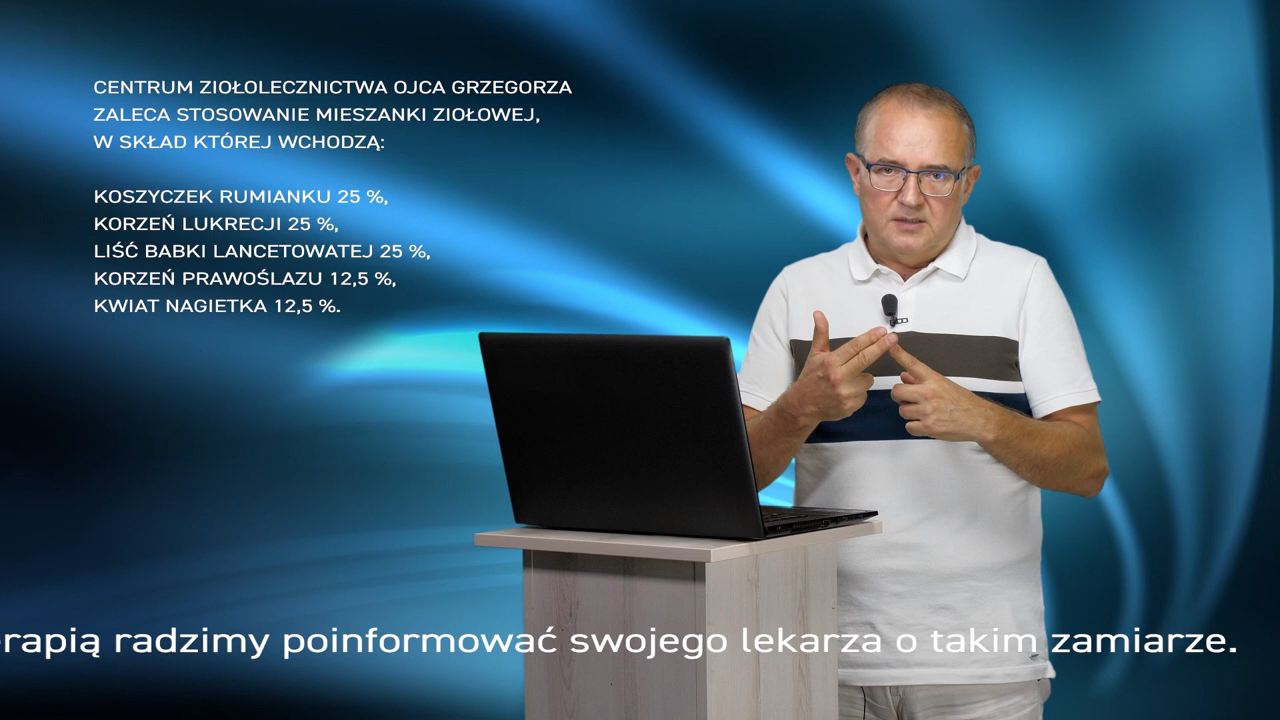 CENTRUM ZIOŁOLECZNICTWA OJCA GRZEGORZA
ZALECA STOSOWANIE MIESZANKI ZIOŁOWEJ,
W SKŁAD KTÓREJ WCHODZĄ:
KOSZYCZEK RUMIANKU 25 %,
KORZEŃ LUKRECJI 25 %,
LIŚĆ BABKI LANCETOWATEJ 25 %,
KORZEŃ PRAWOŚLAZU 12,5 %,
KWIAT NAGIETKA 12,5 %.
radzimy poinformować swojego lekarza o takim zamiarze.